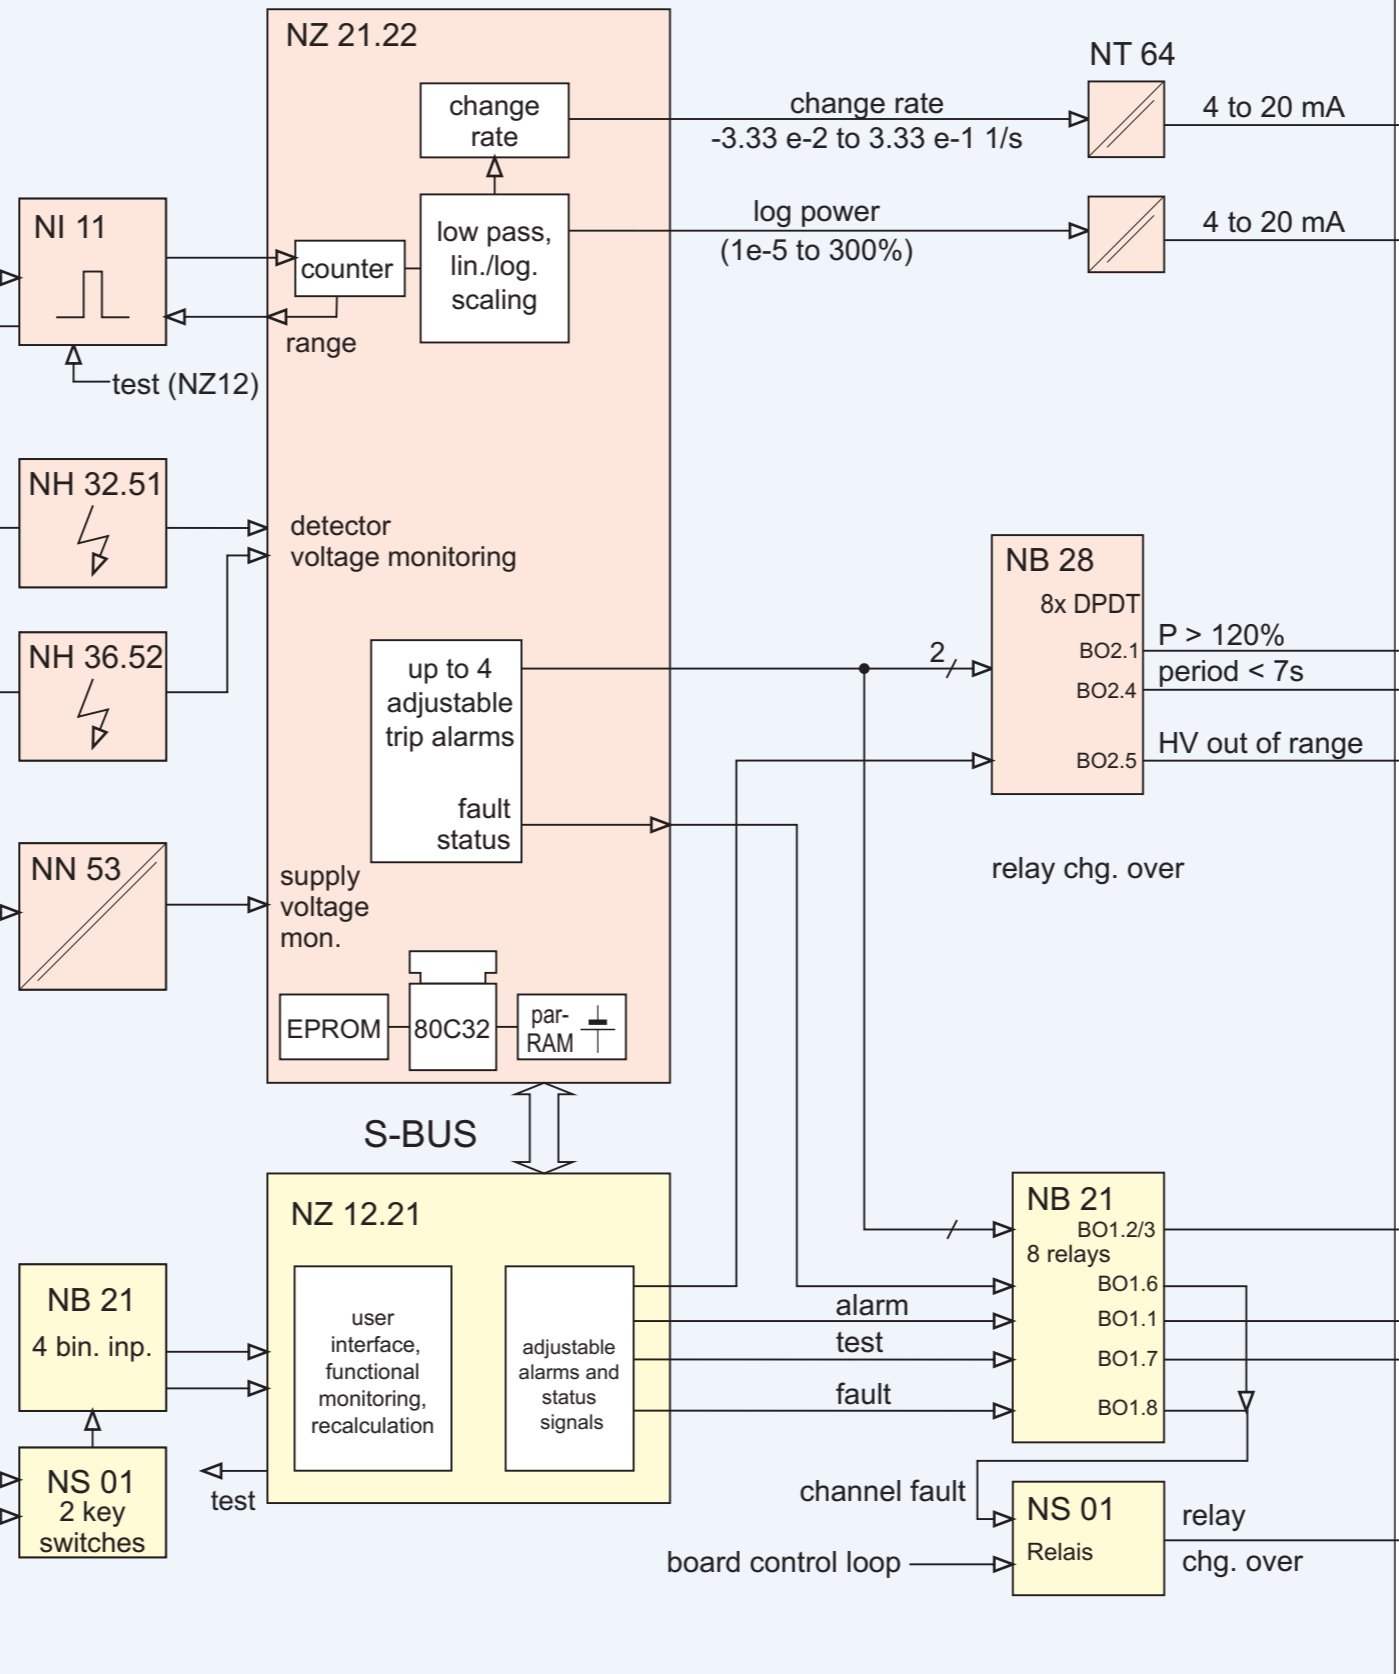 NZ 21.22
NT 64
change
rate
change rate
-3.33 e-2 to 3.33 e-1 1/s
4 to 20 mA
NI 11
low pass,
lin./log.
scaling
log power
(1e-5 to 300%)
4 to 20 mA
counter
range
test (NZ12)
NH 32.51
detector
voltage monitoring
NB 28
8x DPDT
BO2.1
P > 120%
period < 7s
BO2.4
HV out of range
BO2.5
NH 36.52
up to 4
adjustable
trip alarms
2
fault
status
relay chg. over
NN 53
supply
voltage
mon.
EPROM
80C32
par-
RAM
S-BUS
NZ 12.21
NB 21
BO1.2/3
8 relays
BO1.6
BO1.1
BO1.7
BO1.8
NB 21
4 bin. inp.
user
interface,
functional
monitoring,
recalculation
adjustable
alarms and
status
signals
alarm
test
fault
NS 01
2 key
switches
test
channel fault
NS 01
Relais
relay
chg. over
board control loop